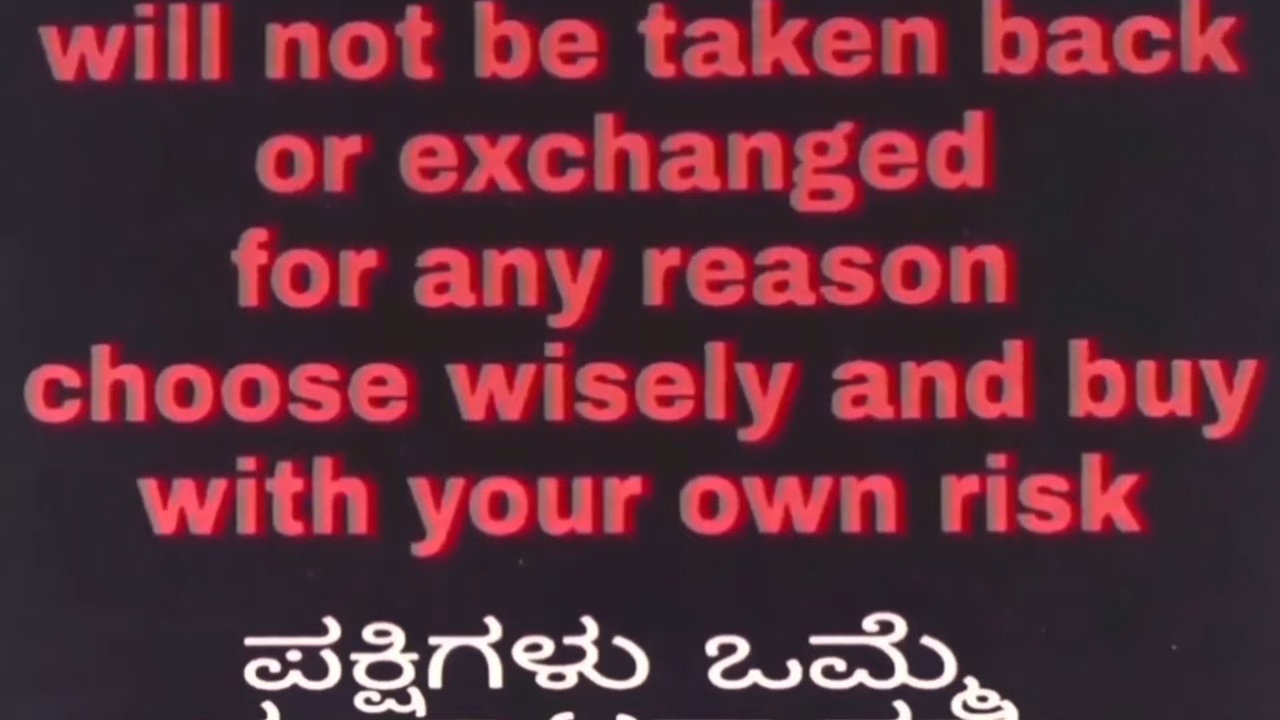 will not be taken back
or exchanged
for any reason
choose wisely and buy
with your own risk
ಪಕ್ಷಿಗಳು ಒಮ್ಮೆ